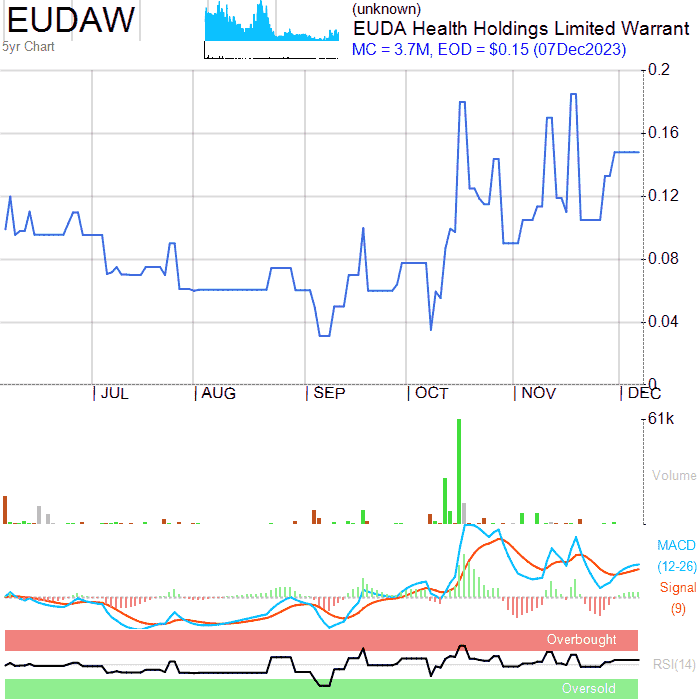 EUDAW
5yr Chart
(unknown)
EUDA Health Holdings Limited Warrant
MC = 3.7M, EOD = $0.15 (07Dec2023)
0.2
0.16
0.12
0.08
0.04
0
JUL AUG SEP OCT NOV DEC
61k
Volume
MACD
(12-26)
Signal
(9)
Overbought
RSI(14)
Oversold